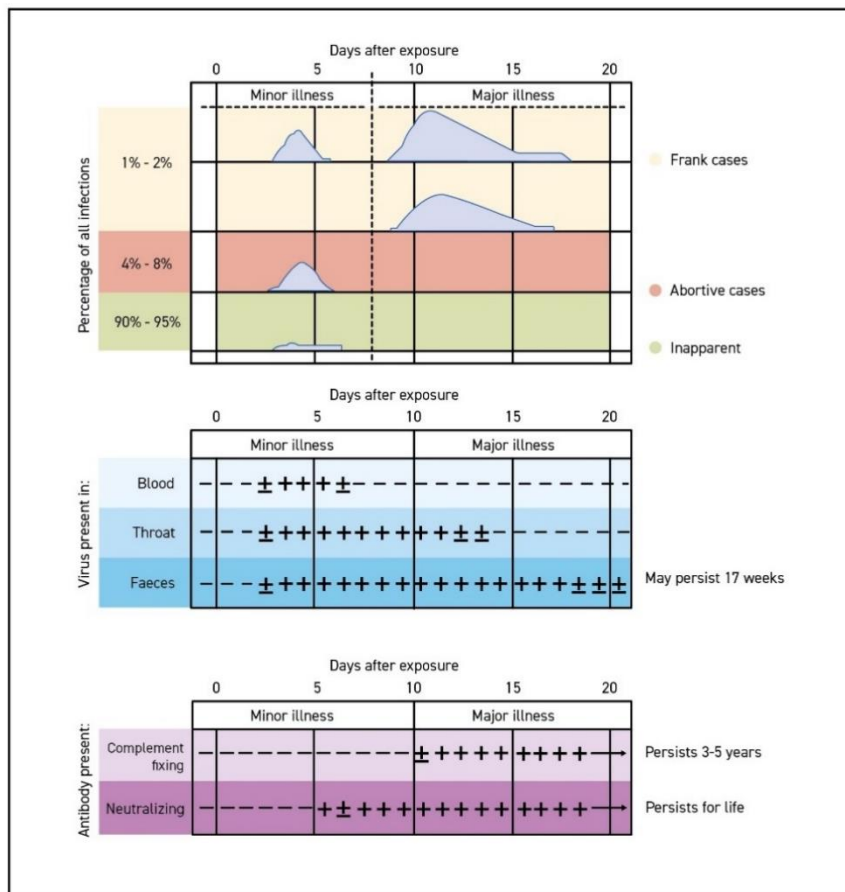 Days after exposure
0 5 10 15 20
Minor illness Major illness
Percentage of all infections
1% - 2%
Frank cases
4% - 8%
Abortive cases
90% - 95%
Inapparent
Days after exposure
0 5 10 15 20
Minor illness Major illness
Virus present in:
Blood – – – ± + + + ± – – – – – – – – – – – – – –
Throat – – – ± + + + + + + + + + ± ± – – – – – – –
Faeces – – – ± + + + + + + + + + + + + + + + ± ± ±
May persist 17 weeks
Days after exposure
0 5 10 15 20
Minor illness Major illness
Antibody present:
Complement
fixing
± + + + + + + + +
Persists 3-5 years
Neutralizing + ± + + + + + + + + + + + +
Persists for life